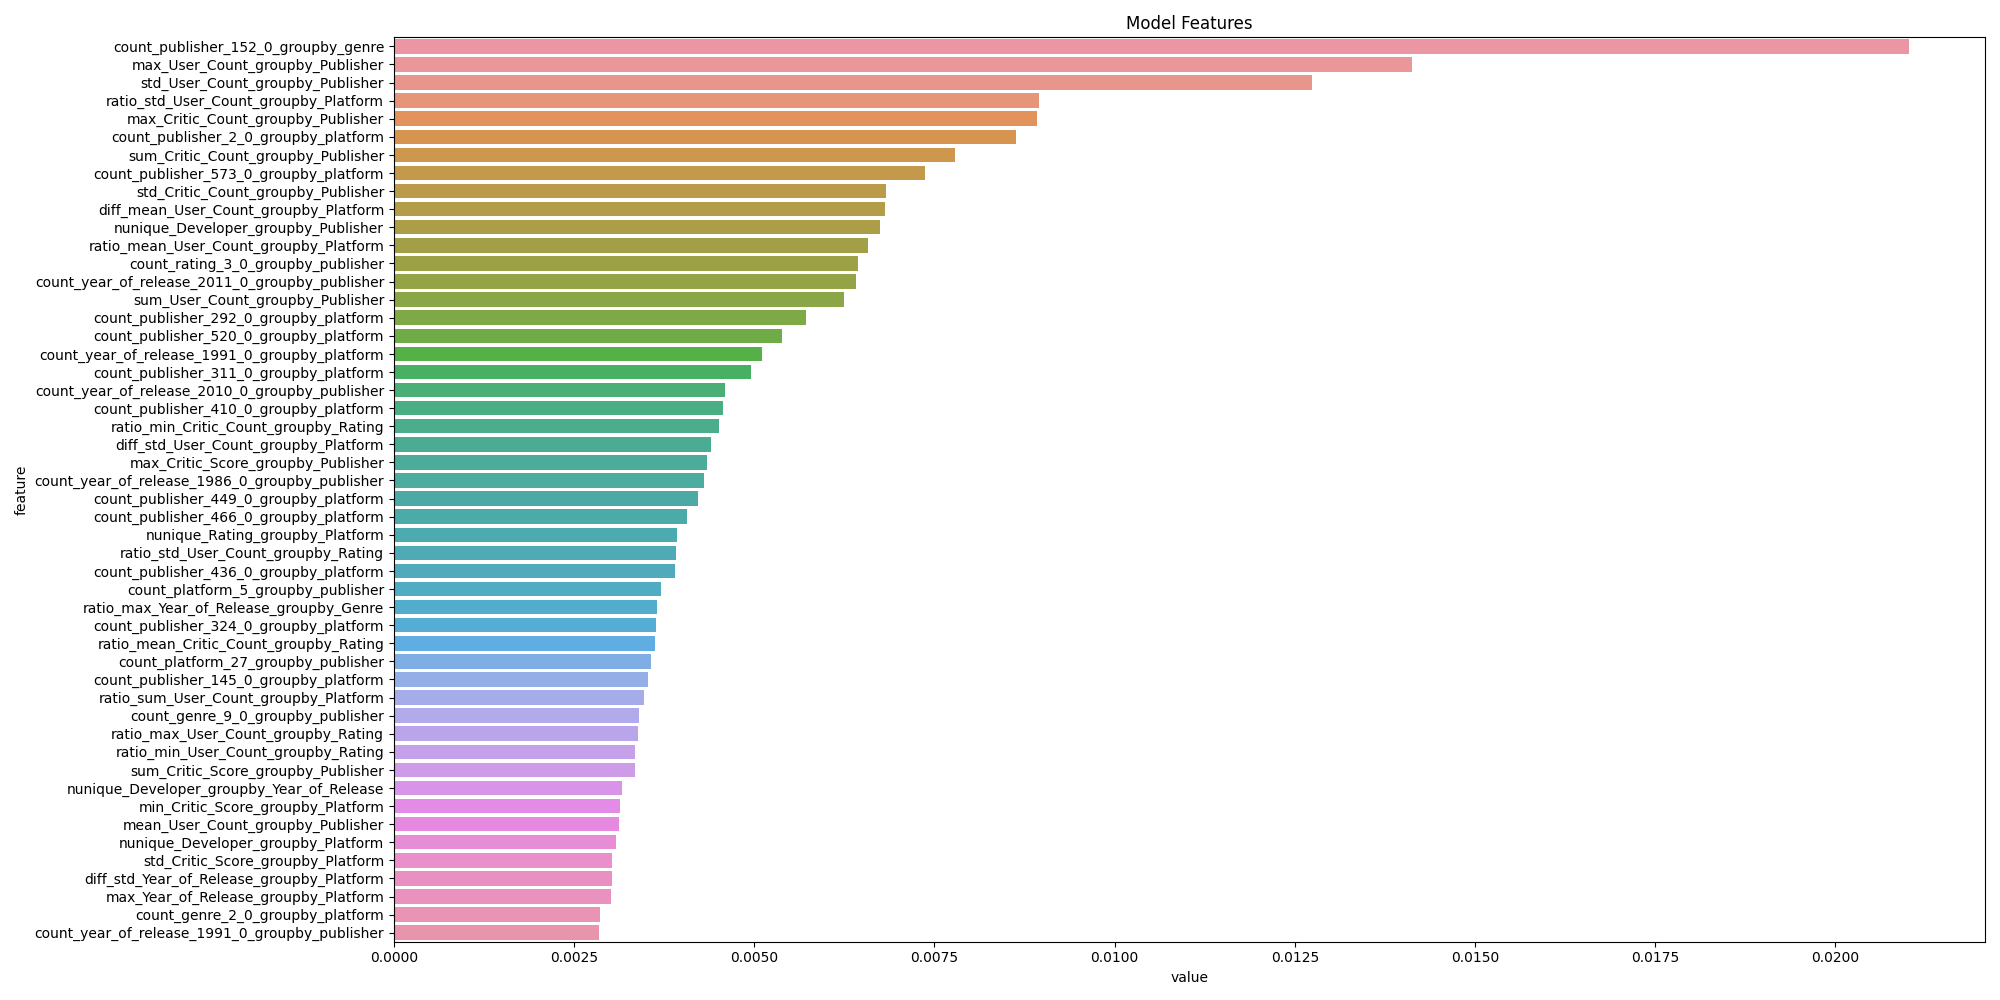 Model Features
feature
count_publisher_152_0_groupby_genre
max_User_Count_groupby_Publisher
std_User_Count_groupby_Publisher
ratio_std_User_Count_groupby_Platform
max_Critic_Count_groupby_Publisher
count_publisher_2_0_groupby_platform
sum_Critic_Count_groupby_Publisher
count_publisher_573_0_groupby_platform
std_Critic_Count_groupby_Publisher
diff_mean_User_Count_groupby_Platform
nunique_Developer_groupby_Publisher
ratio_mean_User_Count_groupby_Platform
count_rating_3_0_groupby_publisher
count_year_of_release_2011_0_groupby_publisher
sum_User_Count_groupby_Publisher
count_publisher_292_0_groupby_platform
count_publisher_520_0_groupby_platform
count_year_of_release_1991_0_groupby_platform
count_publisher_311_0_groupby_platform
count_year_of_release_2010_0_groupby_publisher
count_publisher_410_0_groupby_platform
ratio_min_Critic_Count_groupby_Rating
diff_std_User_Count_groupby_Platform
max_Critic_Score_groupby_Publisher
count_year_of_release_1986_0_groupby_publisher
count_publisher_449_0_groupby_platform
count_publisher_466_0_groupby_platform
nunique_Rating_groupby_Platform
ratio_std_User_Count_groupby_Rating
count_publisher_436_0_groupby_platform
count_platform_5_groupby_publisher
ratio_max_Year_of_Release_groupby_Genre
count_publisher_324_0_groupby_platform
ratio_mean_Critic_Count_groupby_Rating
count_platform_27_groupby_publisher
count_publisher_145_0_groupby_platform
ratio_sum_User_Count_groupby_Platform
count_genre_9_0_groupby_publisher
ratio_max_User_Count_groupby_Rating
ratio_min_User_Count_groupby_Rating
sum_Critic_Score_groupby_Publisher
nunique_Developer_groupby_Year_of_Release
min_Critic_Score_groupby_Platform
mean_User_Count_groupby_Publisher
nunique_Developer_groupby_Platform
std_Critic_Score_groupby_Platform
diff_std_Year_of_Release_groupby_Platform
max_Year_of_Release_groupby_Platform
count_genre_2_0_groupby_platform
count_year_of_release_1991_0_groupby_publisher
0.0000 0.0025 0.0050 0.0075 0.0100 0.0125 0.0150 0.0175 0.0200
value